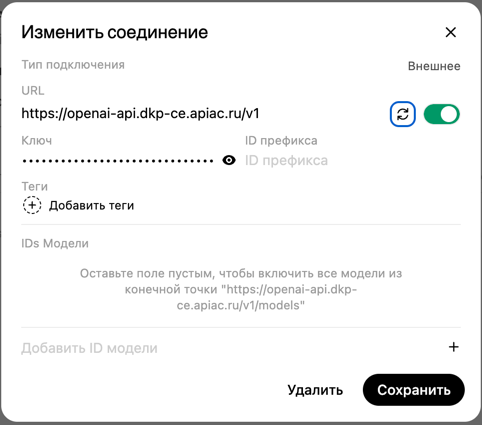 Изменить соединение
Тип подключения
Внешнее
URL
https://openai-api.dkp-ce.apiac.ru/v1
Ключ
ID префикса
ID префикса
Теги
Добавить теги
IDs Модели
Оставьте поле пустым, чтобы включить все модели из
конечной точки "https://openai-api.dkp-
ce.apiac.ru/v1/models"
Добавить ID модели
Удалить
Сохранить